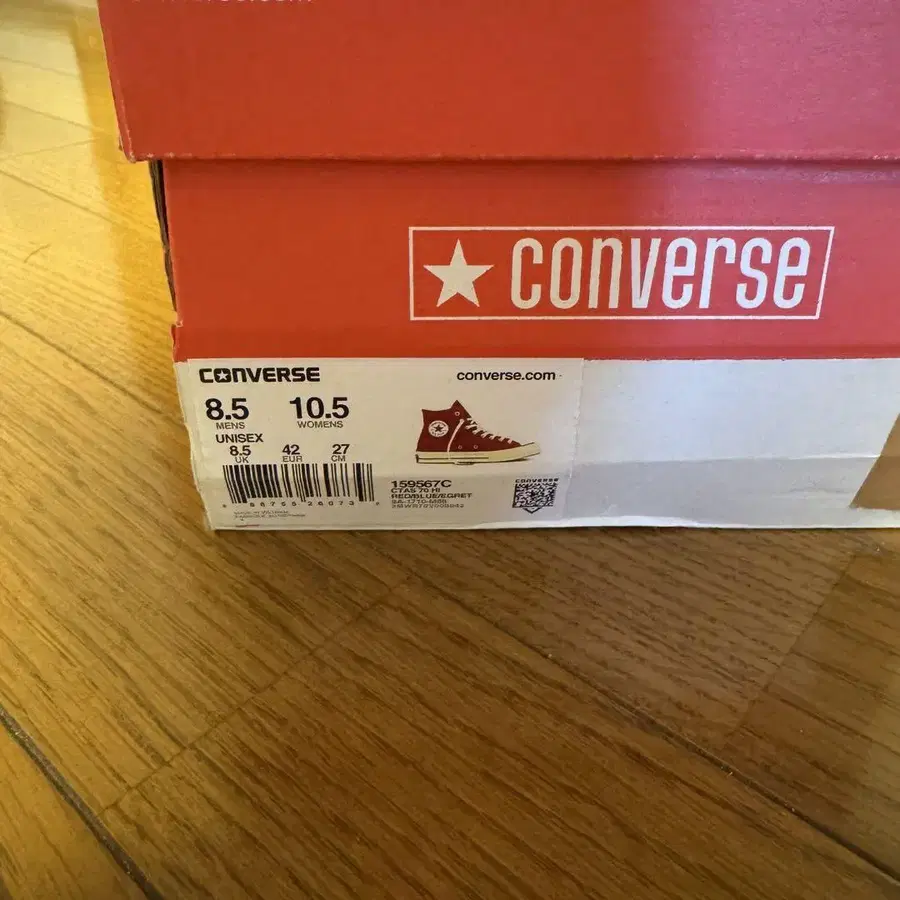 CONVERSE
CONVERSE
converse.com
8.5 10.5
MENS WOMENS
UNISEX
8.5 42 27
UK EUR CM
159567C
CTAS 70 HI
RED/BLUE/EGRET
CONVERSE